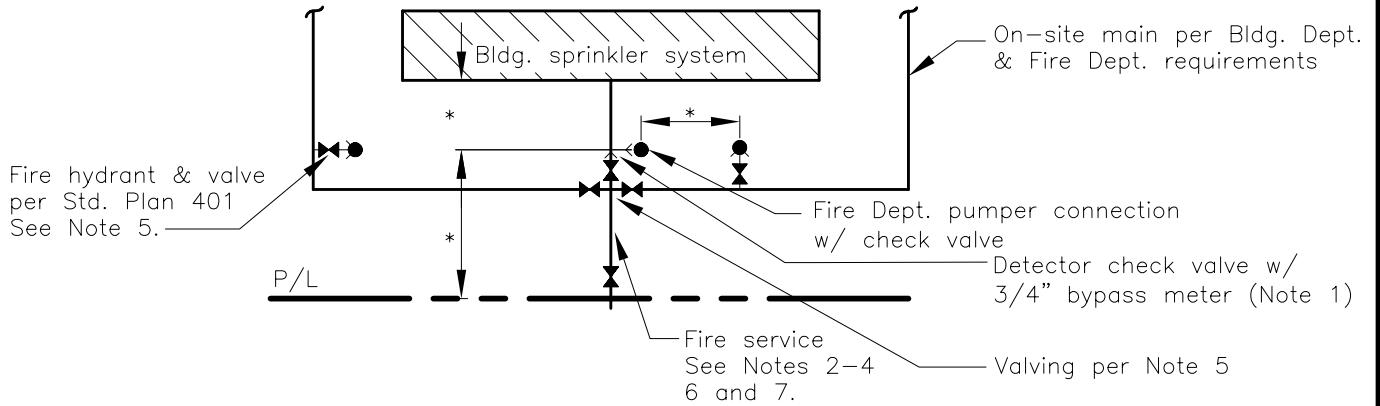 Bldg. sprinkler system
On-site main per Bldg. Dept.
& Fire Dept. requirements
*
*
*
Fire hydrant & valve
per Std. Plan 401
See Note 5.
Fire Dept. pumper connection
w/ check valve
Detector check valve w/
3/4" bypass meter (Note 1)
P/L
Fire service
See Notes 2-4
6 and 7.
Valving per Note 5